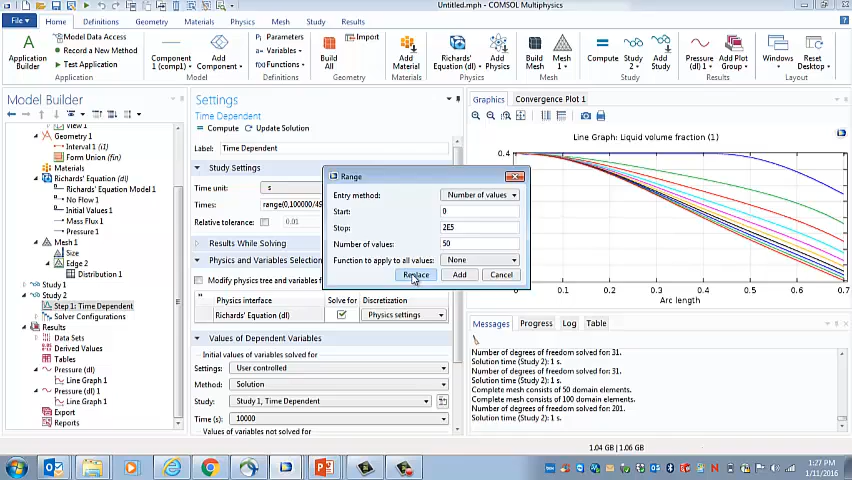 Untitled.mph - COMSOL Multiphysics
File Home Definitions Geometry Materials Physics Mesh Study Results
Application Builder
Model Data Access
Record a New Method
Test Application
Application
Component 1 (comp1)
Add Component
Model
Parameters
Variables
Functions
Definitions
Import
Build All
Geometry
Add Material
Materials
Richards' Equation (dl)
Add Physics
Physics
Build Mesh
Mesh 1
Mesh
Compute
Study 2
Add Study
Study
Pressure (dl) 1
Add Plot Group
Results
Windows
Reset Desktop
Layout
Model Builder
View 1
Geometry 1
Interval 1 (i1)
Form Union (fin)
Materials
Richards' Equation (dl)
Richards' Equation Model 1
No Flow 1
Initial Values 1
Mass Flux 1
Pressure 1
Mesh 1
Size
Edge 2
Distribution 1
Study 1
Study 2
Step 1: Time Dependent
Solver Configurations
Results
Data Sets
Derived Values
Tables
Pressure (dl)
Line Graph 1
Pressure (dl) 1
Line Graph 1
Export
Reports
Settings
Time Dependent
Compute Update Solution
Label: Time Dependent
Study Settings
Time unit: s
Times: range(0,100000/49
Relative tolerance: 0.01
Results While Solving
Physics and Variables Selection
Modify physics tree and variables f
Physics interface Solve for Discretization
Richards' Equation (dl) Physics settings
Values of Dependent Variables
Initial values of variables solved for
Settings: User controlled
Method: Solution
Study: Study 1, Time Dependent
Time (s): 10000
Values of variables not solved for
Range
Entry method: Number of values
Start: 0
Stop: 2E5
Number of values: 50
Function to apply to all values: None
Replace Add Cancel
Graphics Convergence Plot 1
Line Graph: Liquid volume fraction (1)
0.4
0 0.1 0.2 0.3 0.4 0.5 0.6 0.7
Arc length
Messages Progress Log Table
Number of degrees of freedom solved for: 31.
Solution time (Study 2): 1 s.
Number of degrees of freedom solved for: 31.
Solution time (Study 2): 1 s.
Complete mesh consists of 50 domain elements.
Complete mesh consists of 100 domain elements.
Number of degrees of freedom solved for: 201.
Solution time (Study 2): 1 s.
1.04 GB | 1.06 GB
1:27 PM
1/11/2016